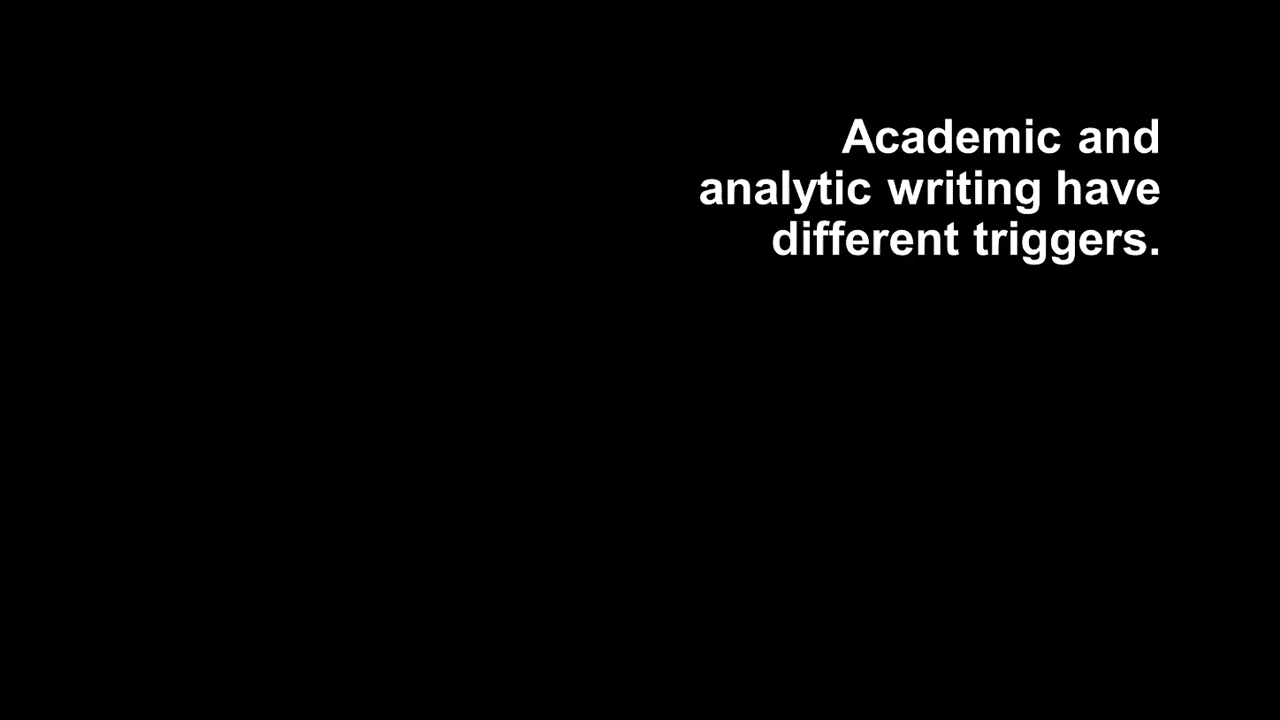 Academic and
analytic writing have
different triggers.